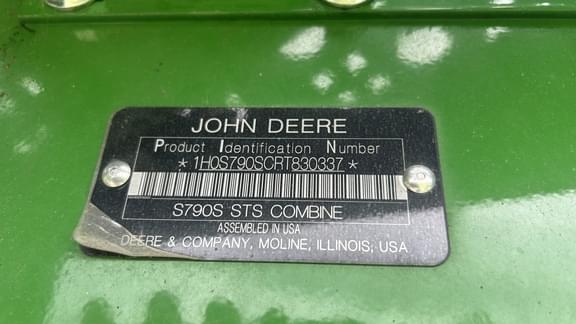 JOHN DEERE
Product Identification Number
*1H0S790SCRT830337*
S790S STS COMBINE
ASSEMBLED IN USA
DEERE & COMPANY, MOLINE, ILLINOIS, USA